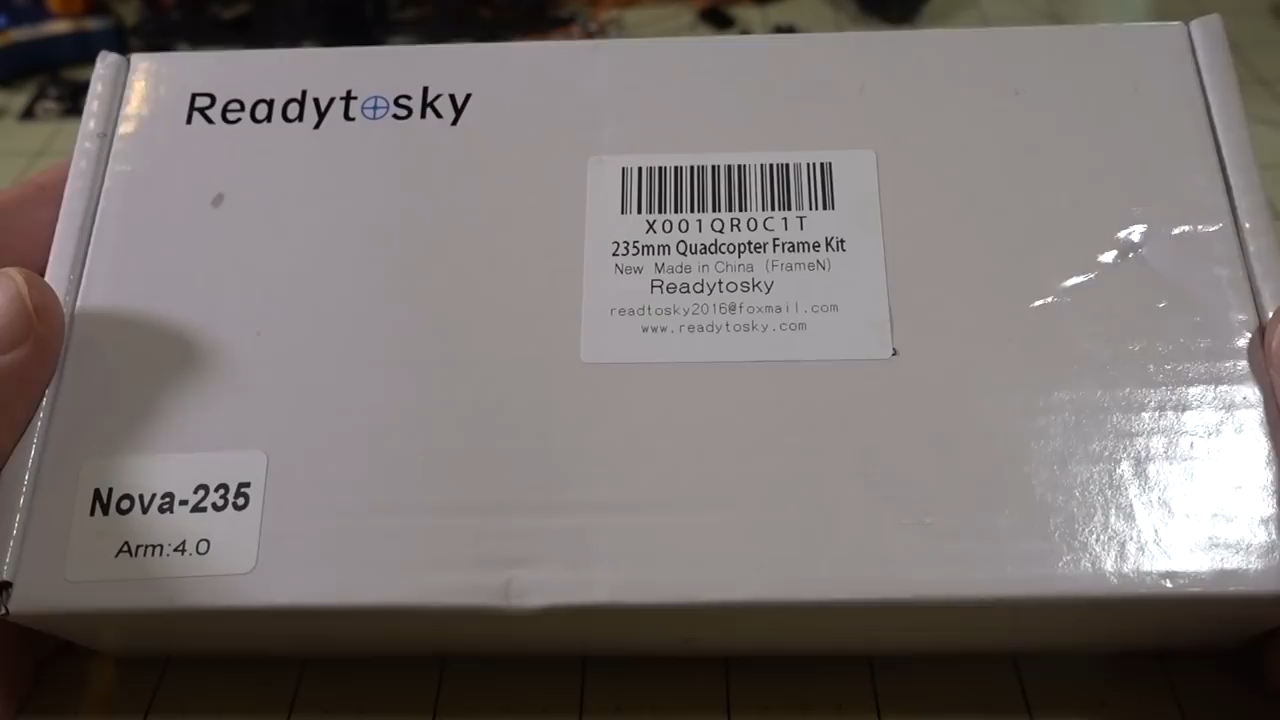 Readytosky
X001QR0C1T
235mm Quadcopter Frame Kit
New Made in China (FrameN)
Readytosky
readtosky2016@foxmail.com
www.readytosky.com
Nova-235
Arm:4.0